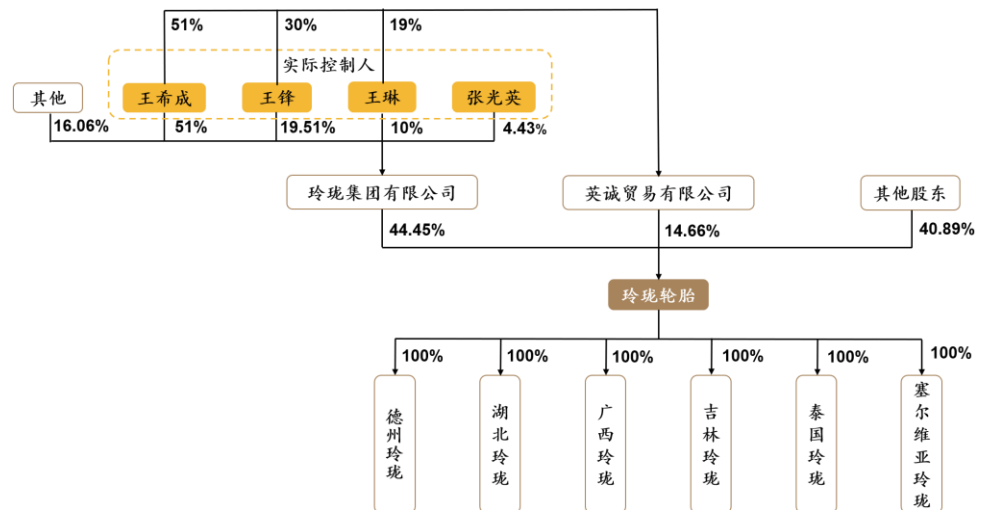 51%
30%
19%
实际控制人
其他
王希成
王锋
王琳
张光英
16.06%
51%
19.51%
10%
4.43%
玲珑集团有限公司
英诚贸易有限公司
其他股东
44.45%
14.66%
40.89%
玲珑轮胎
100%
100%
100%
100%
100%
100%
德州玲珑
湖北玲珑
广西玲珑
吉林玲珑
泰国玲珑
塞尔维亚玲珑